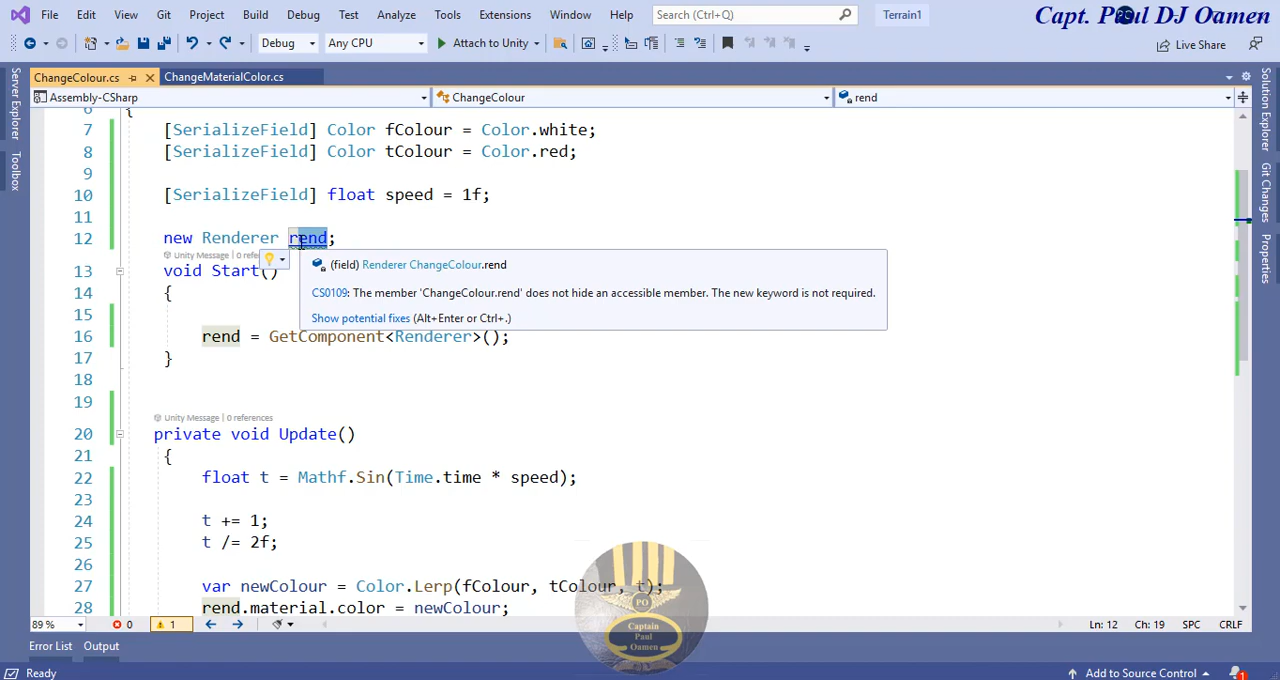 File Edit View Git Project Build Debug Test Analyze Tools Extensions Window Help Search (Ctrl+Q) Terrain1
Capt. Paul DJ Oamen
Debug Any CPU Attach to Unity Live Share
ChangeColour.cs ChangeMaterialColor.cs
Assembly-CSharp ChangeColour rend
6 {
7 [SerializeField] Color fColour = Color.white;
8 [SerializeField] Color tColour = Color.red;
9
10 [SerializeField] float speed = 1f;
11
12 new Renderer rend;
Unity Message | 0 refe
(field) Renderer ChangeColour.rend
13 void Start()
14 {
CS0109: The member 'ChangeColour.rend' does not hide an accessible member. The new keyword is not required.
15
Show potential fixes (Alt+Enter or Ctrl+.)
16 rend = GetComponent<Renderer>();
17 }
18
19
Unity Message | 0 references
20 private void Update()
21 {
22 float t = Mathf.Sin(Time.time * speed);
23
24 t += 1;
25 t /= 2f;
26
27 var newColour = Color.Lerp(fColour, tColour, t);
28 rend.material.color = newColour;
PO
Captain
Paul
Oamen
89 % 0 1 Ln: 12 Ch: 19 SPC CRLF
Error List Output
Ready Add to Source Control 1
Server Explorer
Toolbox
Solution Explorer
Git Changes
Properties